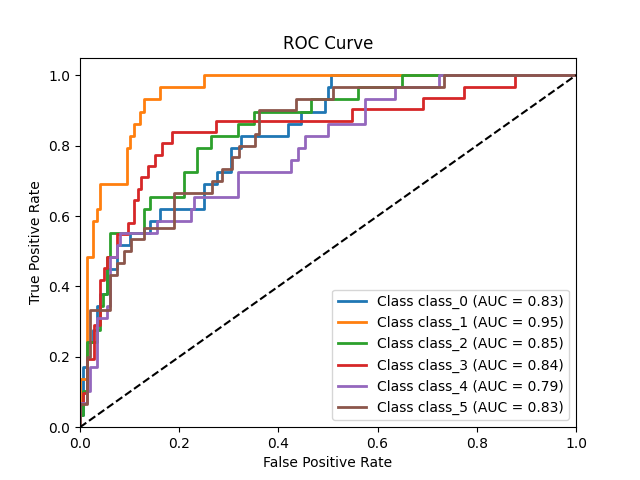 ROC Curve
1.0
0.8
0.6
0.4
0.2
0.0
True Positive Rate
Class class_0 (AUC = 0.83)
Class class_1 (AUC = 0.95)
Class class_2 (AUC = 0.85)
Class class_3 (AUC = 0.84)
Class class_4 (AUC = 0.79)
Class class_5 (AUC = 0.83)
0.0 0.2 0.4 0.6 0.8 1.0
False Positive Rate